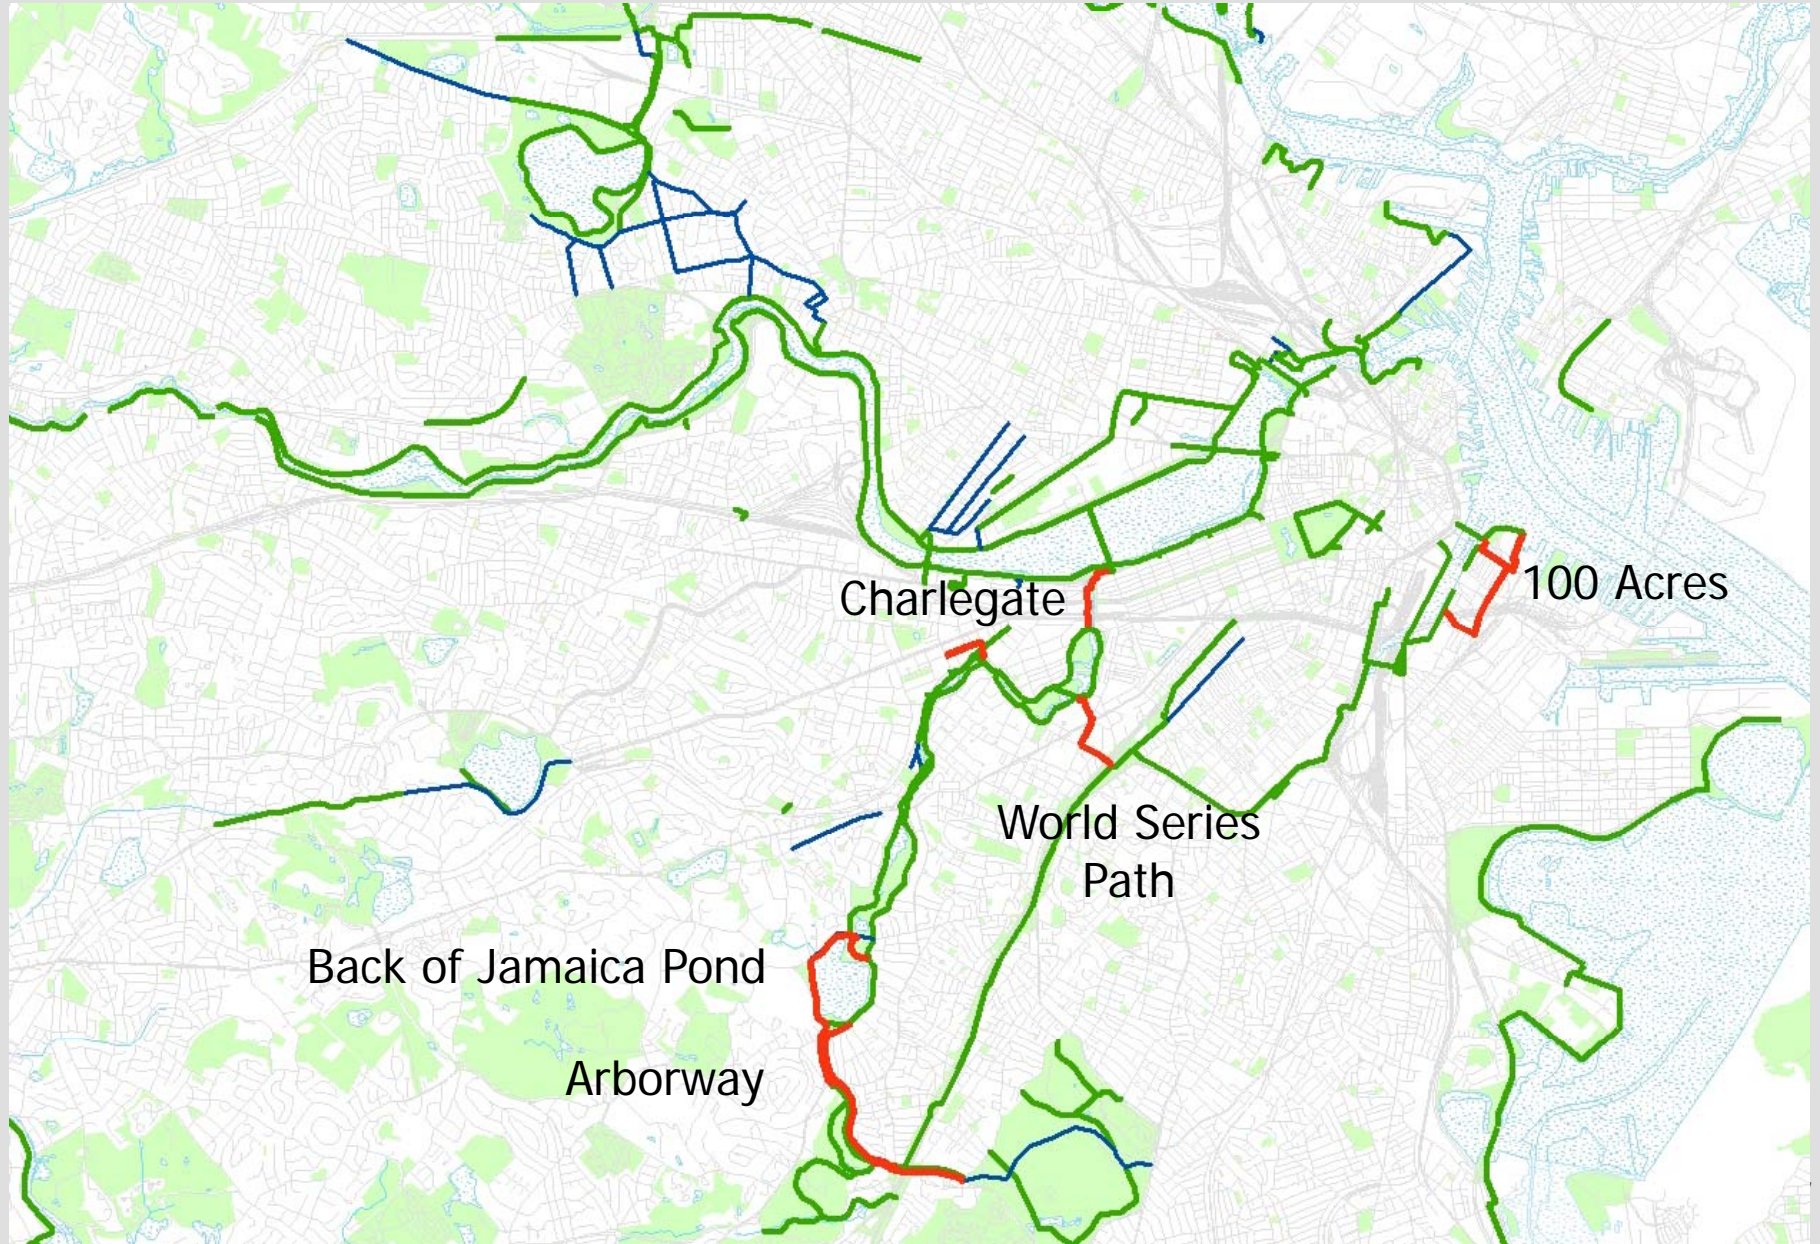 Charlegate
100 Acres
World Series
Path
Back of Jamaica Pond
Arborway